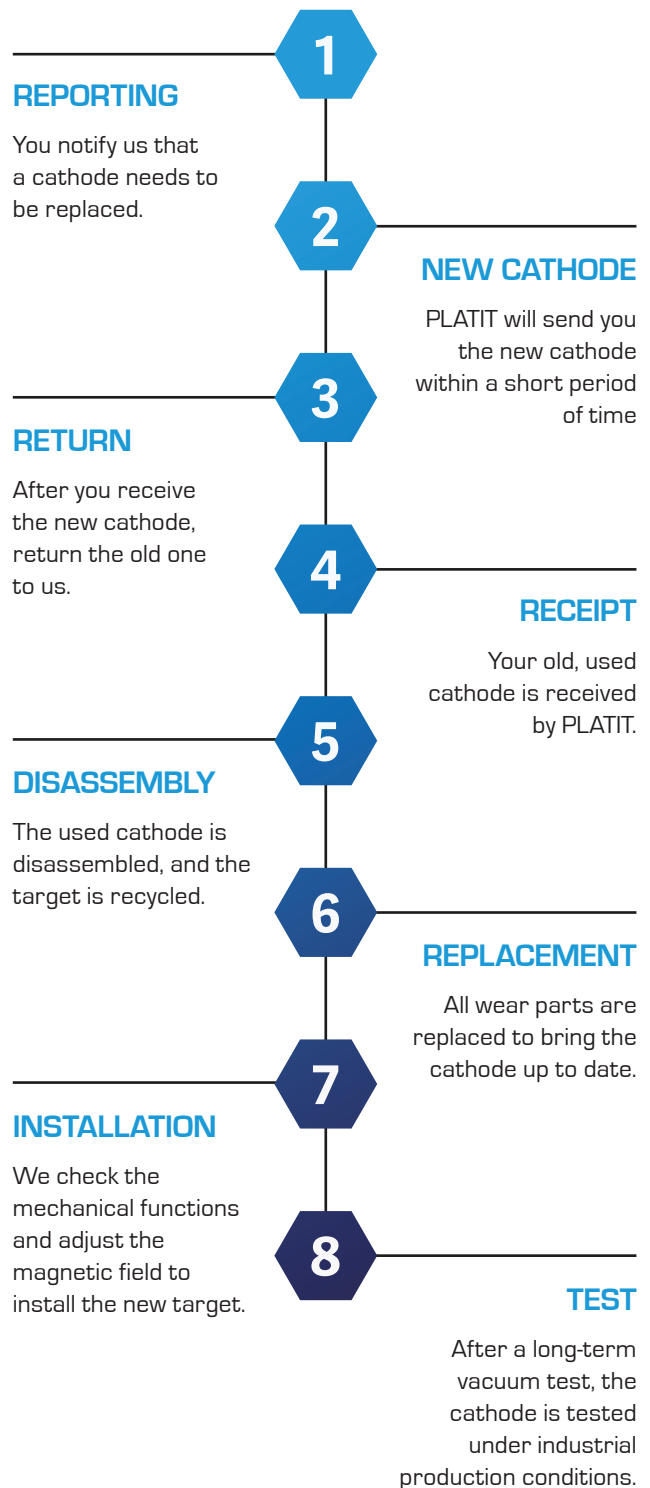 1
REPORTING
You notify us that
a cathode needs to
be replaced.
2
NEW CATHODE
PLATIT will send you
the new cathode
within a short period
of time
3
RETURN
After you receive
the new cathode,
return the old one
to us.
4
RECEIPT
Your old, used
cathode is received
by PLATIT.
5
DISASSEMBLY
The used cathode is
disassembled, and the
target is recycled.
6
REPLACEMENT
All wear parts are
replaced to bring the
cathode up to date.
7
INSTALLATION
We check the
mechanical functions
and adjust the
magnetic field to
install the new target.
8
TEST
After a long-term
vacuum test, the
cathode is tested
under industrial
production conditions.